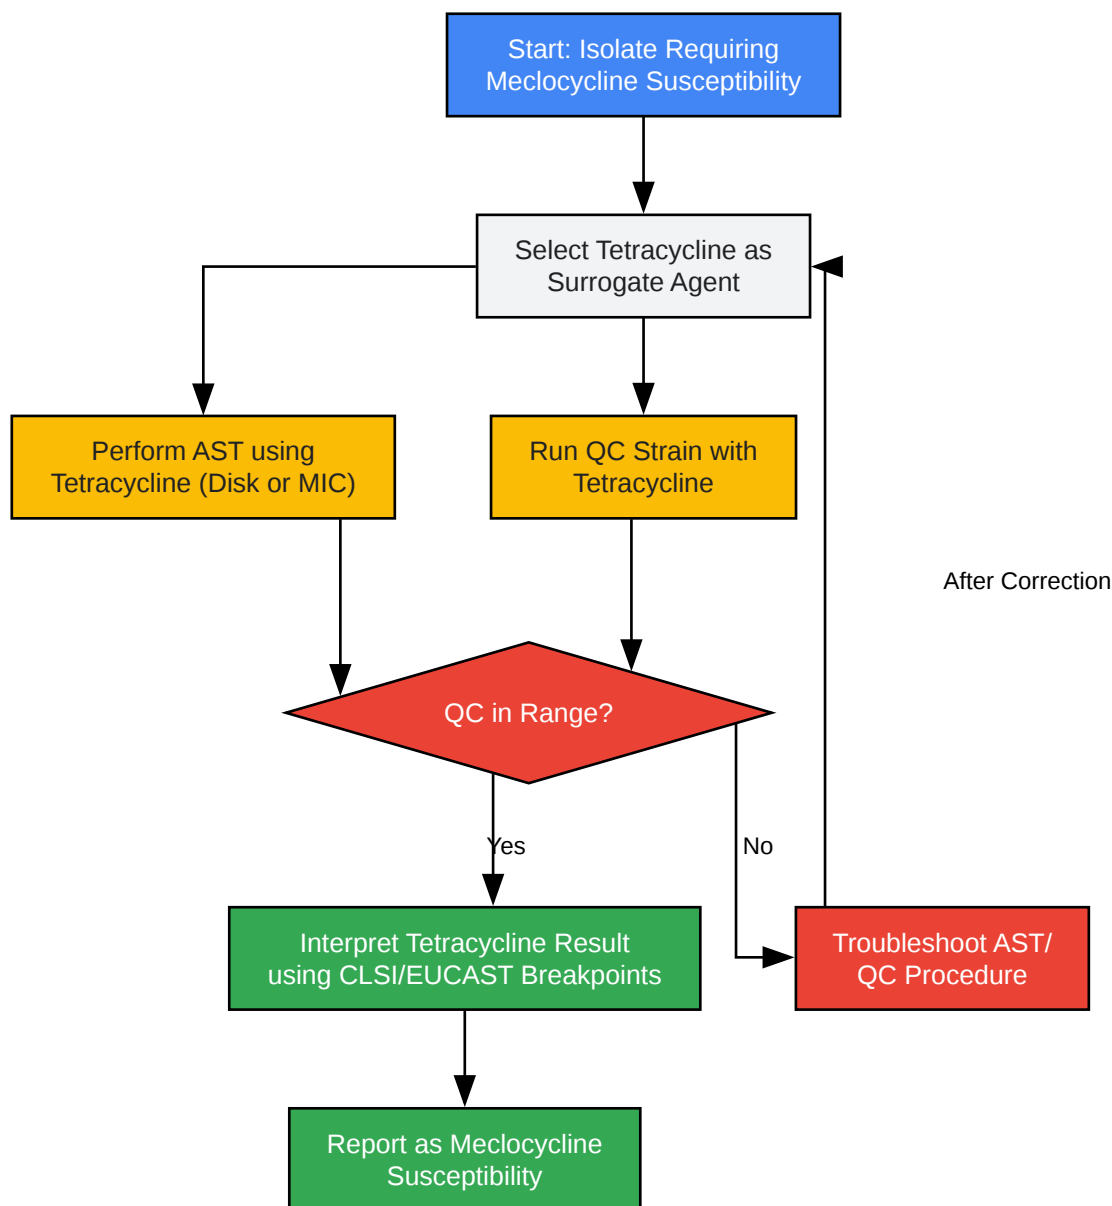 Start: Isolate Requiring
Meclocycline Susceptibility
Select Tetracycline as
Surrogate Agent
Perform AST using
Tetracycline (Disk or MIC)
Run QC Strain with
Tetracycline
After Correction
QC in Range?
Yes
No
Interpret Tetracycline Result
using CLSI/EUCAST Breakpoints
Troubleshoot AST/
QC Procedure
Report as Meclocycline
Susceptibility